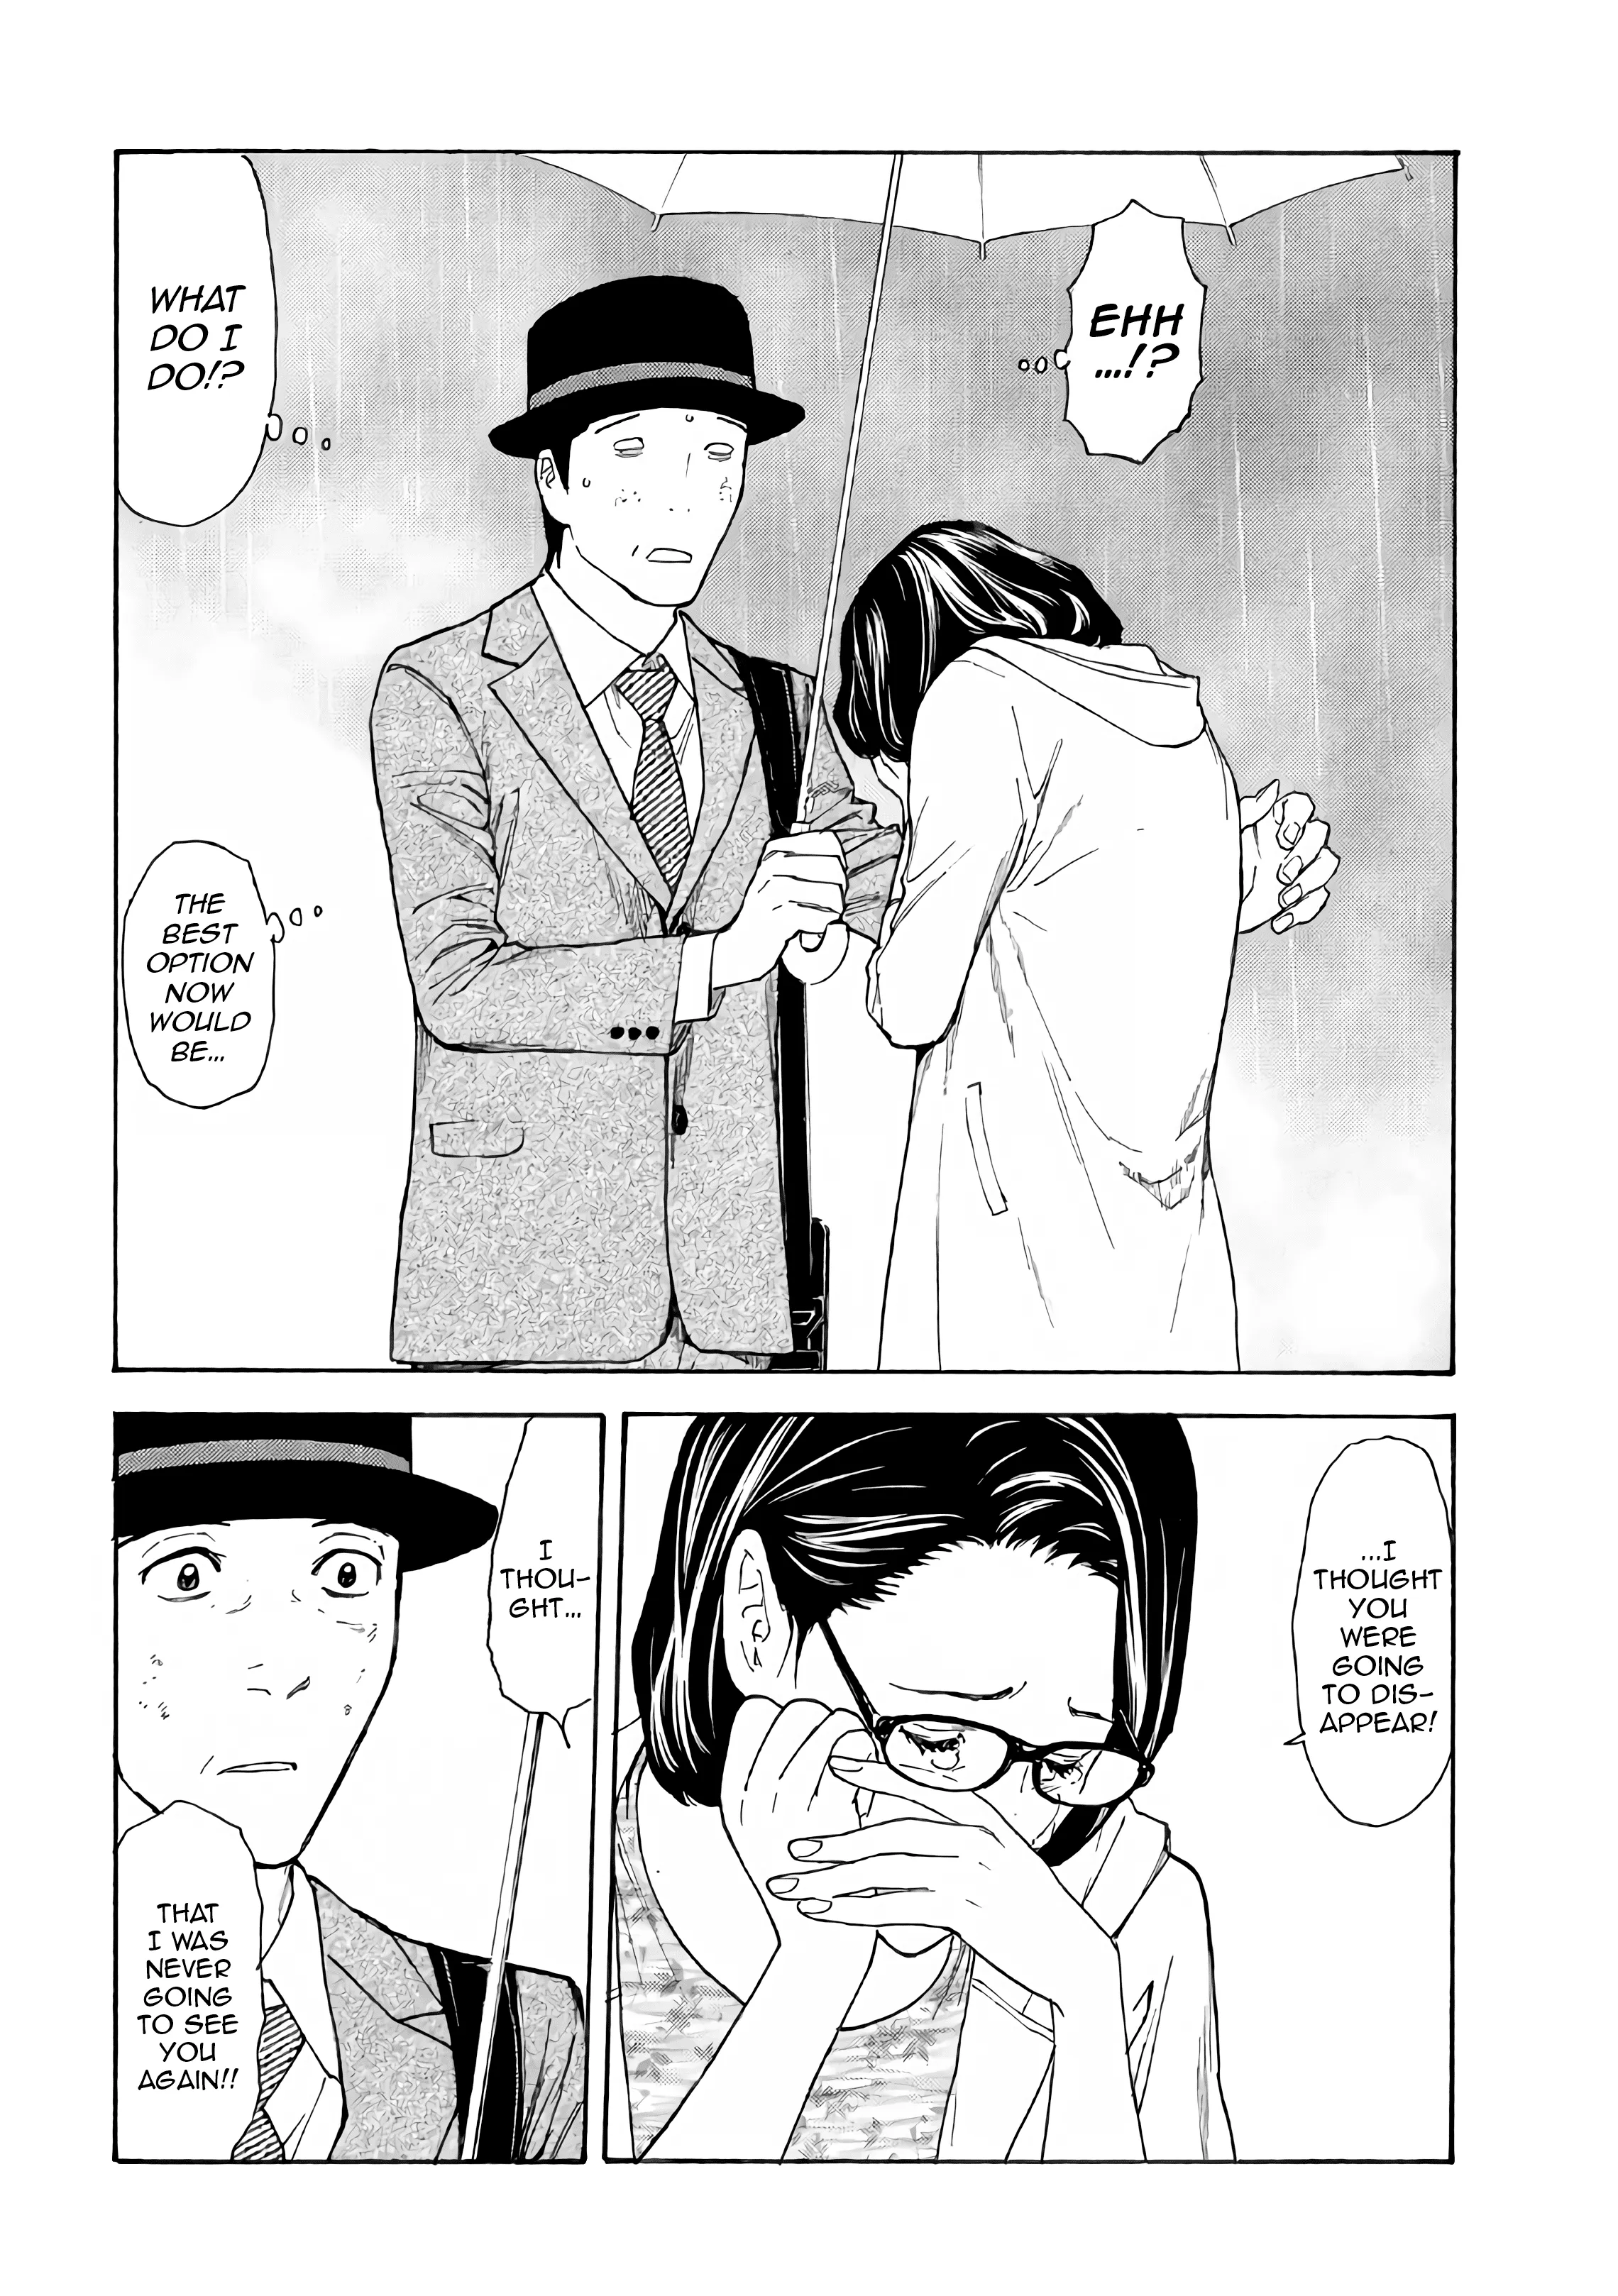 EHH
...!?
WHAT
DO I
DO!?
THE
BEST
OPTION
NOW
WOULD
BE...
...I
THOUGHT
YOU
WERE
GOING
TO DIS-
APPEAR!
I
THOU-
GHT...
THAT
I WAS
NEVER
GOING
TO SEE
YOU
AGAIN!!